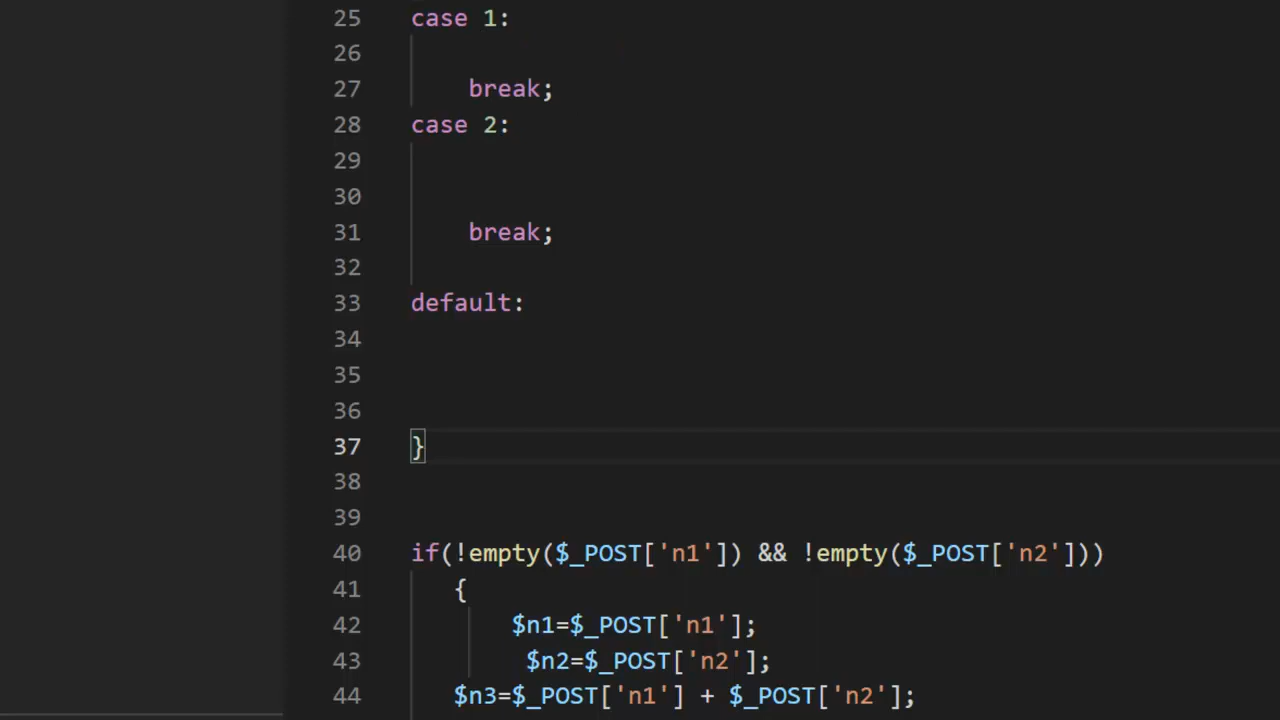 25 case 1:
26
27 break;
28 case 2:
29
30
31 break;
32
33 default:
34
35
36
37 }
38
39
40 if(!empty($_POST['n1']) && !empty($_POST['n2']))
41 {
42 $n1=$_POST['n1'];
43 $n2=$_POST['n2'];
44 $n3=$_POST['n1'] + $_POST['n2'];